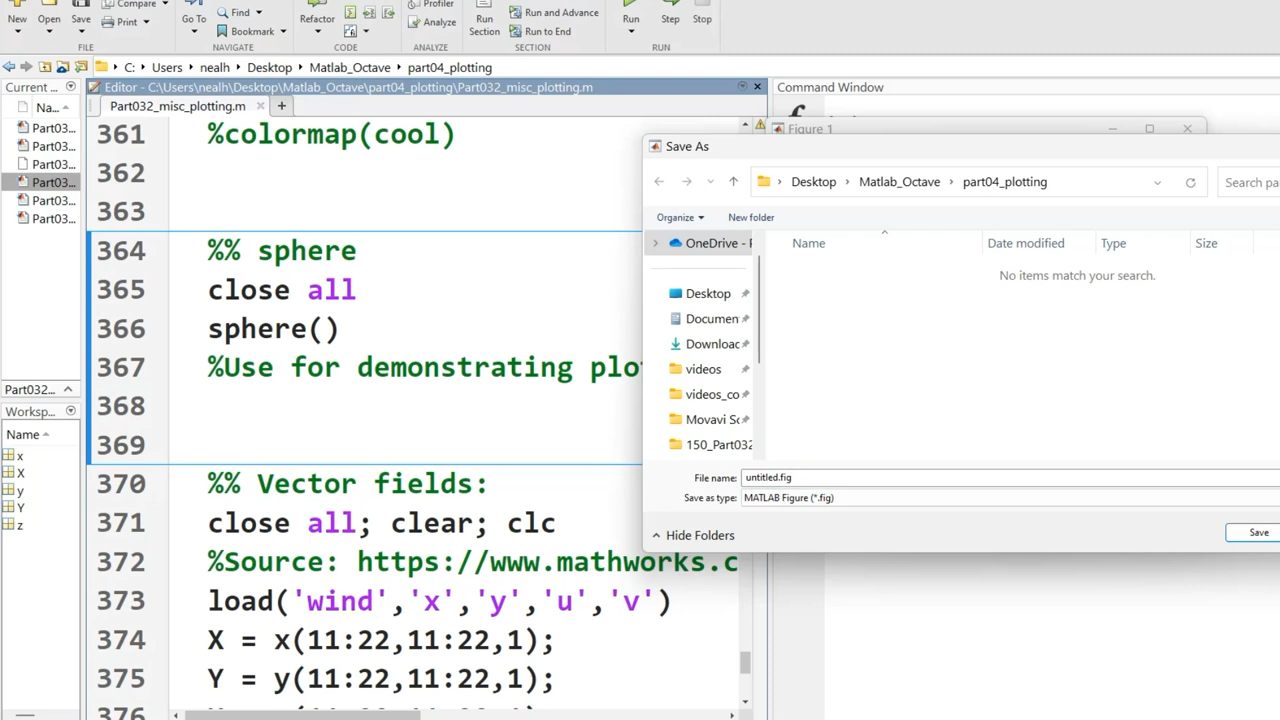 New
Open
Save
Compare
Print
Go To
Find
Bookmark
Refactor
Profiler
Analyze
Run
Section
Run and Advance
Run to End
Run
Step
Stop
FILE
NAVIGATE
CODE
ANALYZE
SECTION
RUN
C: › Users › nealh › Desktop › Matlab_Octave › part04_plotting
Current ...
Editor - C:\Users\nealh\Desktop\Matlab_Octave\part04_plotting\Part032_misc_plotting.m
Command Window
Na...
Part032_misc_plotting.m
Part03...
Part03...
Part03...
Part03...
Part03...
Part03...
Part032...
Worksp...
Name
x
X
y
Y
z
361 %colormap(cool)
362
363
364 %% sphere
365 close all
366 sphere()
367 %Use for demonstrating plo
368
369
370 %% Vector fields:
371 close all; clear; clc
372 %Source: https://www.mathworks.c
373 load('wind','x','y','u','v')
374 X = x(11:22,11:22,1);
375 Y = y(11:22,11:22,1);
376
Figure 1
Save As
Desktop › Matlab_Octave › part04_plotting
Search pa
Organize
New folder
OneDrive - P
Name
Date modified
Type
Size
No items match your search.
Desktop
Documen
Downloac
videos
videos_co
Movavi Sc
150_Part032
File name: untitled.fig
Save as type: MATLAB Figure (*.fig)
Hide Folders
Save